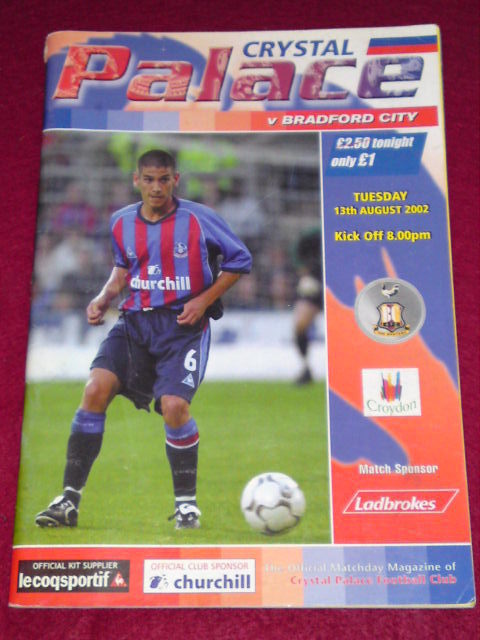 CRYSTAL
Palace
v BRADFORD CITY
£2.50 tonight
only £1
TUESDAY
13th AUGUST 2002
Kick Off 8.00pm
churchill
6
Croydon
Match Sponsor
Ladbrokes
OFFICIAL KIT SUPPLIER
lecoqsportif
OFFICIAL CLUB SPONSOR
churchill
The Official Matchday Magazine of
Crystal Palace Football Club